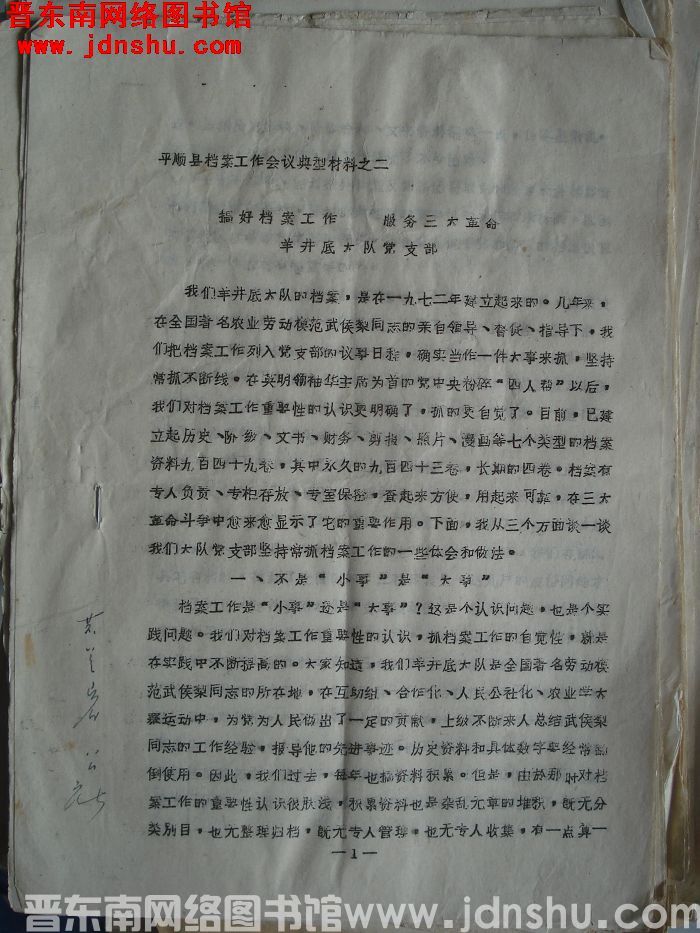 晋东南网络图书馆
www.jdnshu.com
平顺县档案工作会议典型材料之二
搞好档案工作 服务三大革命
羊井底大队党支部
我们羊井底大队的档案，是在一九七二年建立起来的。几年来，
在全国著名农业劳动模范武侯梨同志的亲自领导、督促、指导下，我
们把档案工作列入党支部的议事日程，确实当作一件大事来抓，坚持
常抓不断线。在英明领袖华主席为首的党中央粉碎“四人帮”以后，
我们对档案工作重要性的认识更明确了，抓的更自觉了。目前，已建
立起历史、阶级、文书、财务、剪报、照片、漫画等七个类型的档案
资料九百四十九卷，其中永久的九百四十三卷，长期的四卷。档案有
专人负责、专柜存放、专室保密，查起来方便，用起来可靠，在三大
革命斗争中愈来愈显示了它的重要作用。下面，我从三个方面谈一谈
我们大队党支部坚持常抓档案工作的一些体会和做法。
一、不是“小事”是“大事”
档案工作是“小事”还是“大事”？这是个认识问题，也是个实
践问题。我们对档案工作重要性的认识，抓档案工作的自觉性，就是
在实践中不断提高的。大家知道，我们羊井底大队是全国著名劳动模
范武侯梨同志的所在地，在互助组、合作化、人民公社化、农业学大
寨运动中，为党为人民做出了一定的贡献，上级不断来人总结武侯梨
同志的工作经验，报导他的先进事迹。历史资料和具体数字要经常翻
倒使用。因此，我们过去，每年也搞资料积累。但是，由于那时对档
案工作的重要性认识很肤浅，积累资料也是杂乱无章的堆积，既无分
类别目，也无整理归档，既无专人管理，也无专人收集，有一点算一
—1—
晋东南网络图书馆www.jdnshu.com